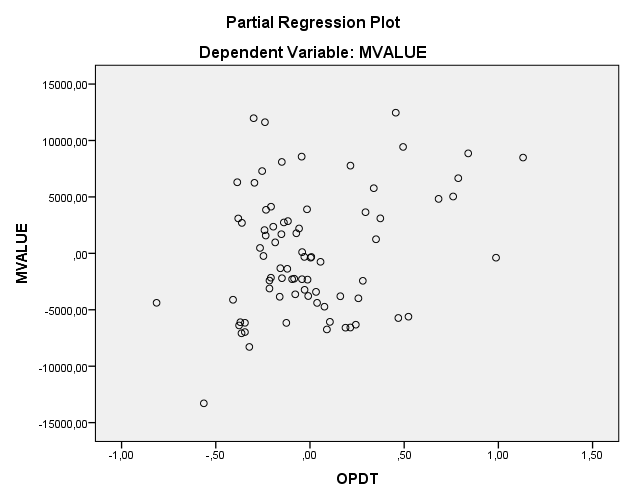 Partial Regression Plot
Dependent Variable: MVALUE
15000,00
10000,00
5000,00
,00
-5000,00
-10000,00
-15000,00
MVALUE
-1,00 -,50 ,00 ,50 1,00 1,50
OPDT